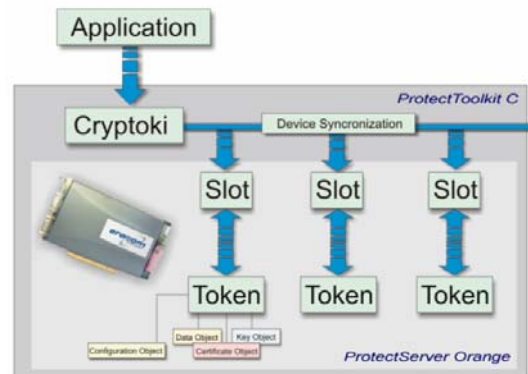 Application
ProtectToolkit C
Cryptoki
Device Syncronization
Slot Slot Slot
eracom
Token Token Token
Data Object Key Object
Configuration Object Certificate Object
ProtectServer Orange